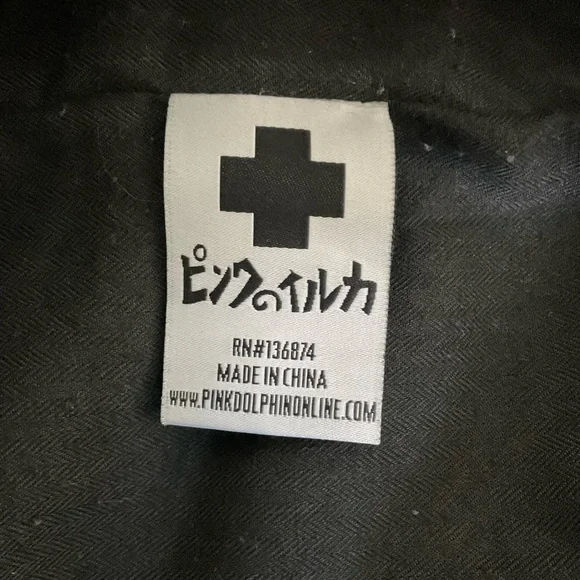 ピンクのイルカ
RN#136874
MADE IN CHINA
WWW.PINKDOLPHINONLINE.COM